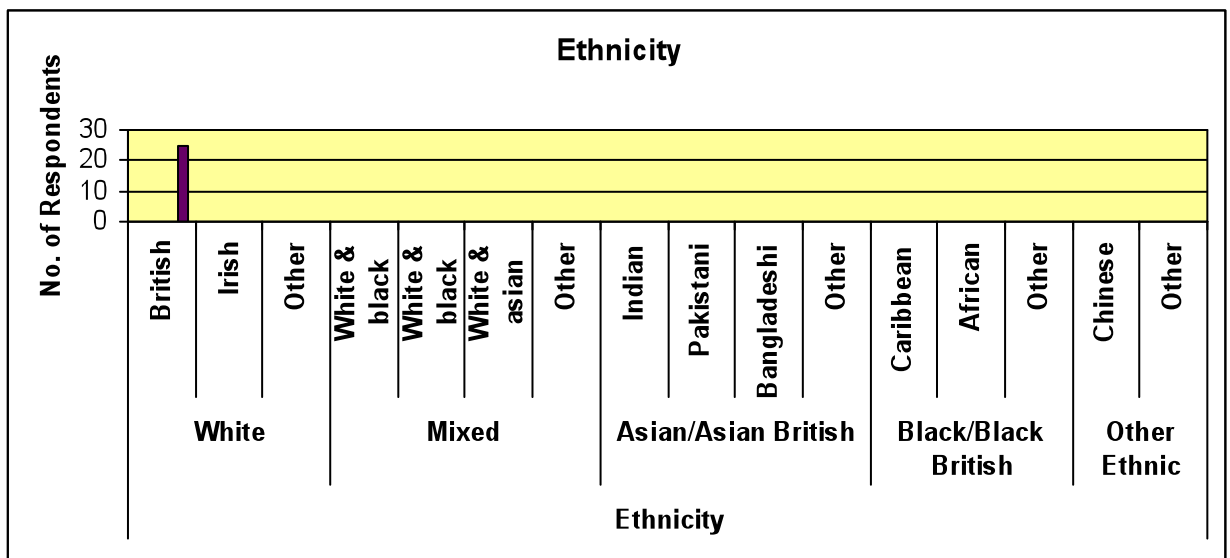 Ethnicity
No. of Respondents
30
20
10
0
British
Irish
Other
White &
black
White &
black
White &
asian
Other
Indian
Pakistani
Bangladeshi
Other
Caribbean
African
Other
Chinese
Other
White
Mixed
Asian/Asian British
Black/Black
British
Other
Ethnic
Ethnicity